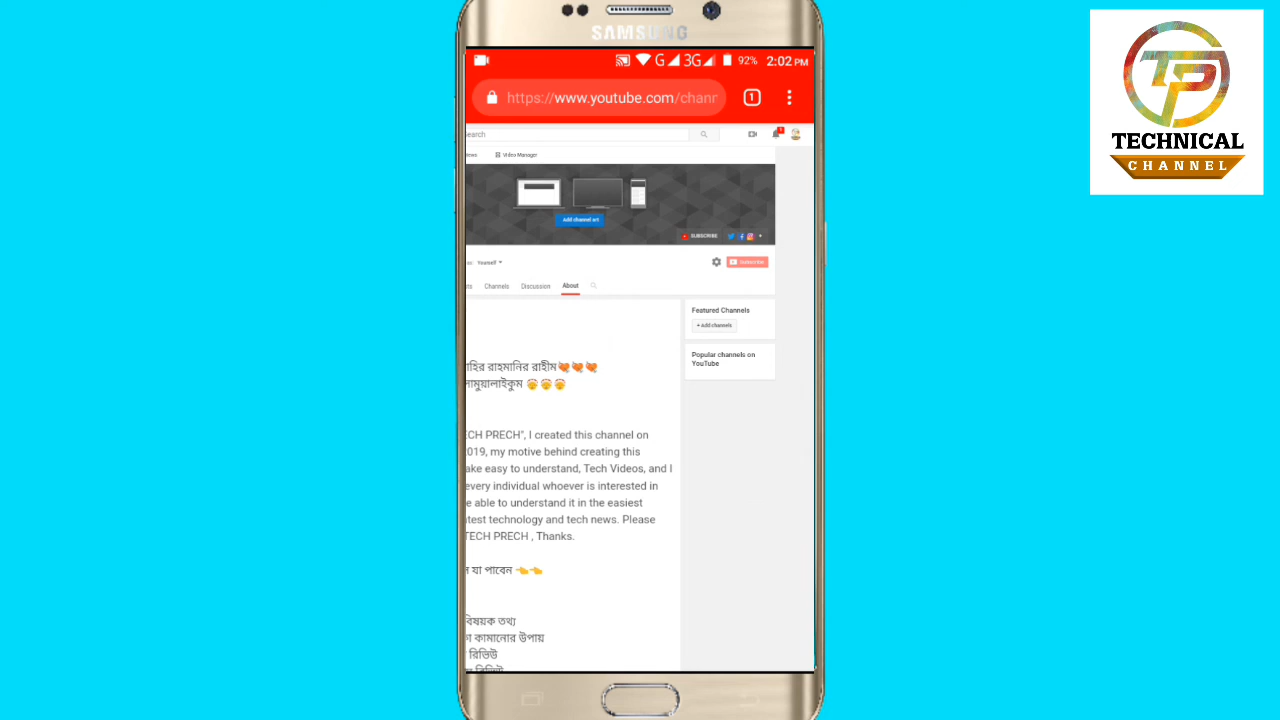 SAMSUNG
G 3G 92% 2:02 PM
https://www.youtube.com/chann
1
Search
Video Manager
Add channel art
SUBSCRIBE
Yourself
Channels Discussion About
Featured Channels
+ Add channels
Popular channels on
YouTube
াহির রাহমানির রাহীম💘💘💘
লামুয়ালাইকুম
ECH PRECH", I created this channel on
2019, my motive behind creating this
ake easy to understand, Tech Videos, and I
every individual whoever is interested in
e able to understand it in the easiest
atest technology and tech news. Please
TECH PRECH , Thanks.
যা পাবেন 👈👈
বিষয়ক তথ্য
কামানোর উপায়
রিভিউ
রিভিউ
TP
TECHNICAL
CHANNEL